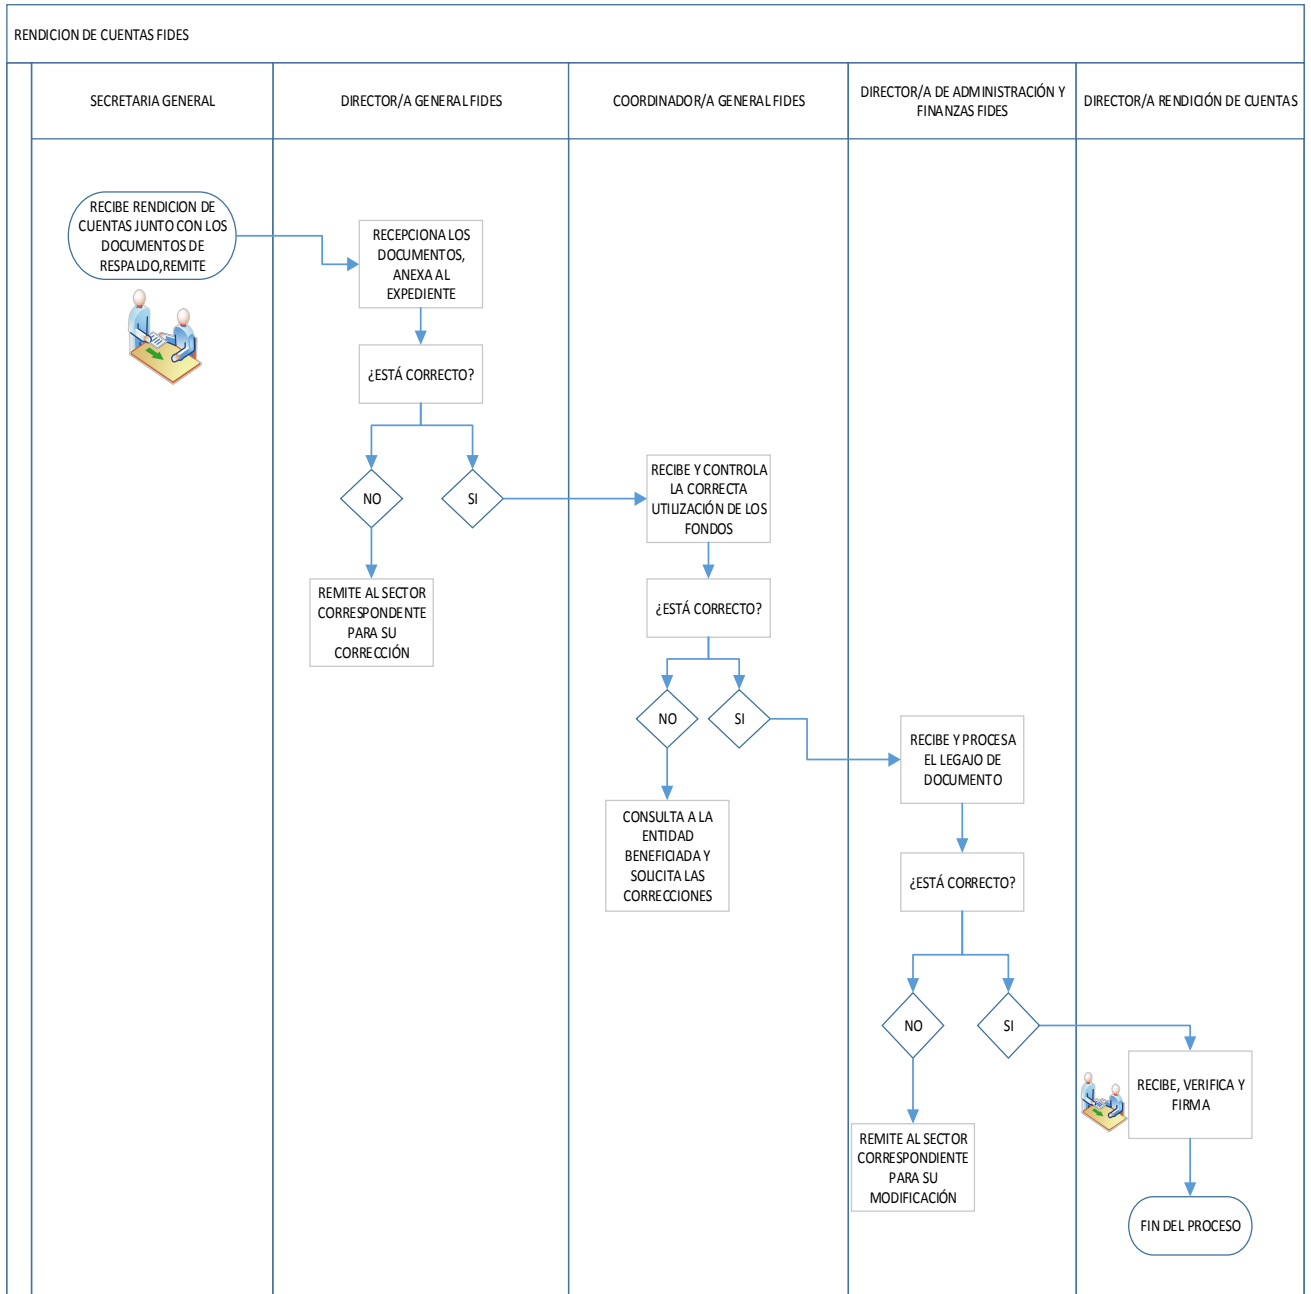 RENDICION DE CUENTAS FIDES
SECRETARIA GENERAL
DIRECTOR/A GENERAL FIDES
COORDINADOR/A GENERAL FIDES
DIRECTOR/A DE ADMINISTRACIÓN Y
FINANZAS FIDES
DIRECTOR/A RENDICIÓN DE CUENTAS
RECIBE RENDICION DE
CUENTAS JUNTO CON LOS
DOCUMENTOS DE
RESPALDO,REMITE
RECEPCIONA LOS
DOCUMENTOS,
ANEXA AL
EXPEDIENTE
¿ESTÁ CORRECTO?
NO
SI
REMITE AL SECTOR
CORRESPONDENTE
PARA SU
CORRECCIÓN
RECIBE Y CONTROLA
LA CORRECTA
UTILIZACIÓN DE LOS
FONDOS
¿ESTÁ CORRECTO?
NO
SI
CONSULTA A LA
ENTIDAD
BENEFICIADA Y
SOLICITA LAS
CORRECCIONES
RECIBE Y PROCESA
EL LEGAJO DE
DOCUMENTO
¿ESTÁ CORRECTO?
NO
SI
REMITE AL SECTOR
CORRESPONDIENTE
PARA SU
MODIFICACIÓN
RECIBE, VERIFICA Y
FIRMA
FIN DEL PROCESO